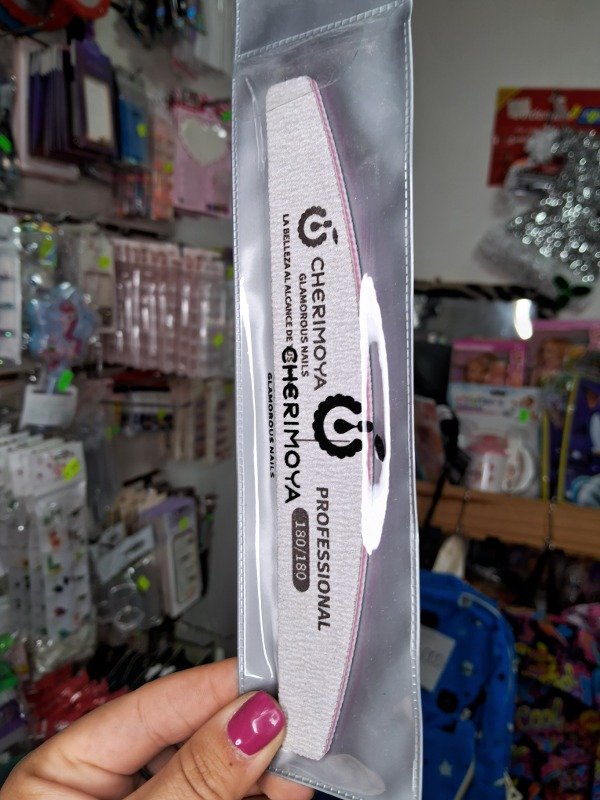 CHERIMOYA
GLAMOROUS NAILS
LA BELLEZA AL ALCANCE DE
CHERIMOYA
GLAMOROUS NAILS
PROFESSIONAL
180/180